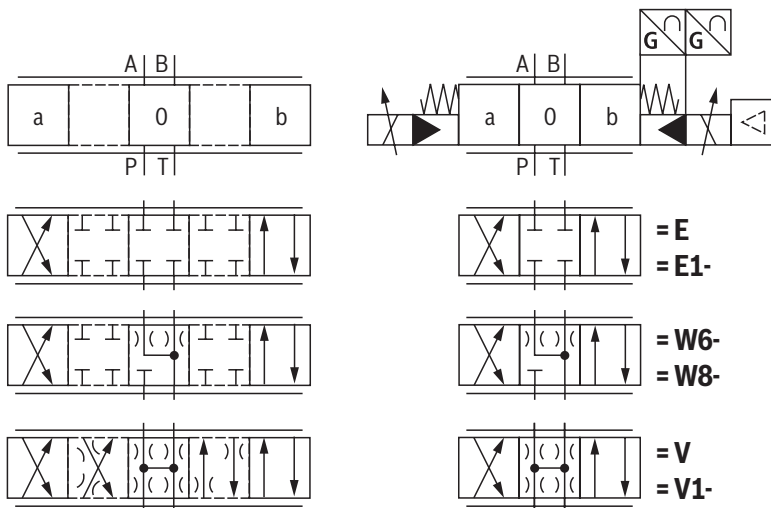 G G
A B
a 0 b
P T
A B
a 0 b
P T
= E
= E1-
= W6-
= W8-
= V
= V1-